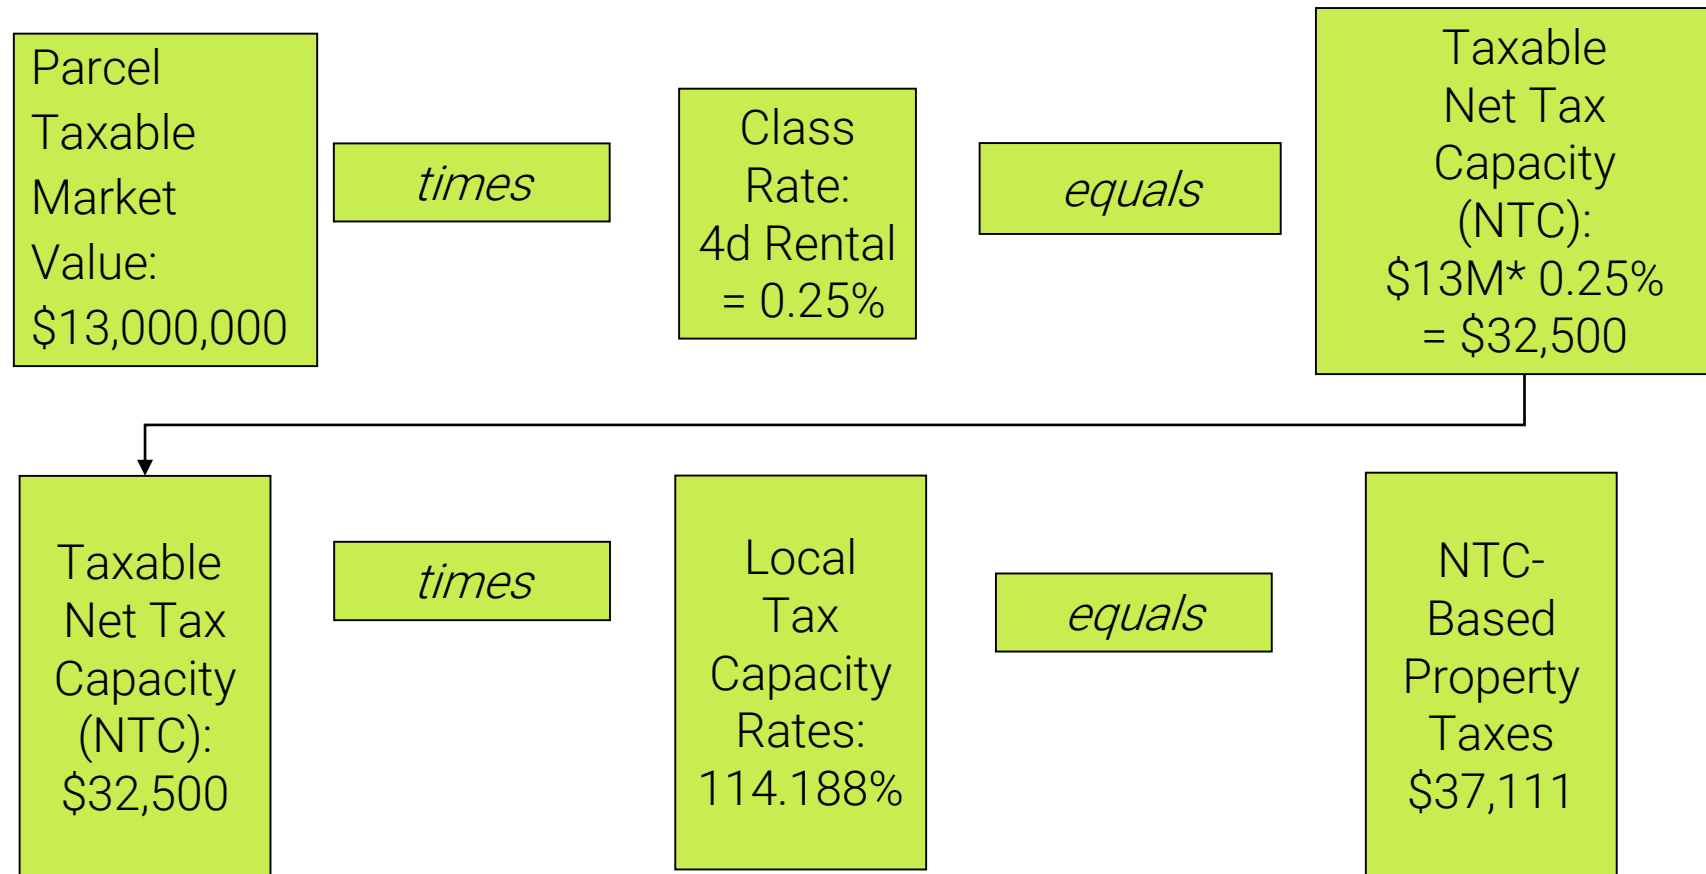 Parcel
Taxable
Market
Value:
$13,000,000
times
Class
Rate:
4d Rental
= 0.25%
equals
Taxable
Net Tax
Capacity
(NTC):
$13M* 0.25%
= $32,500
Taxable
Net Tax
Capacity
(NTC):
$32,500
times
Local
Tax
Capacity
Rates:
114.188%
equals
NTC-
Based
Property
Taxes
$37,111